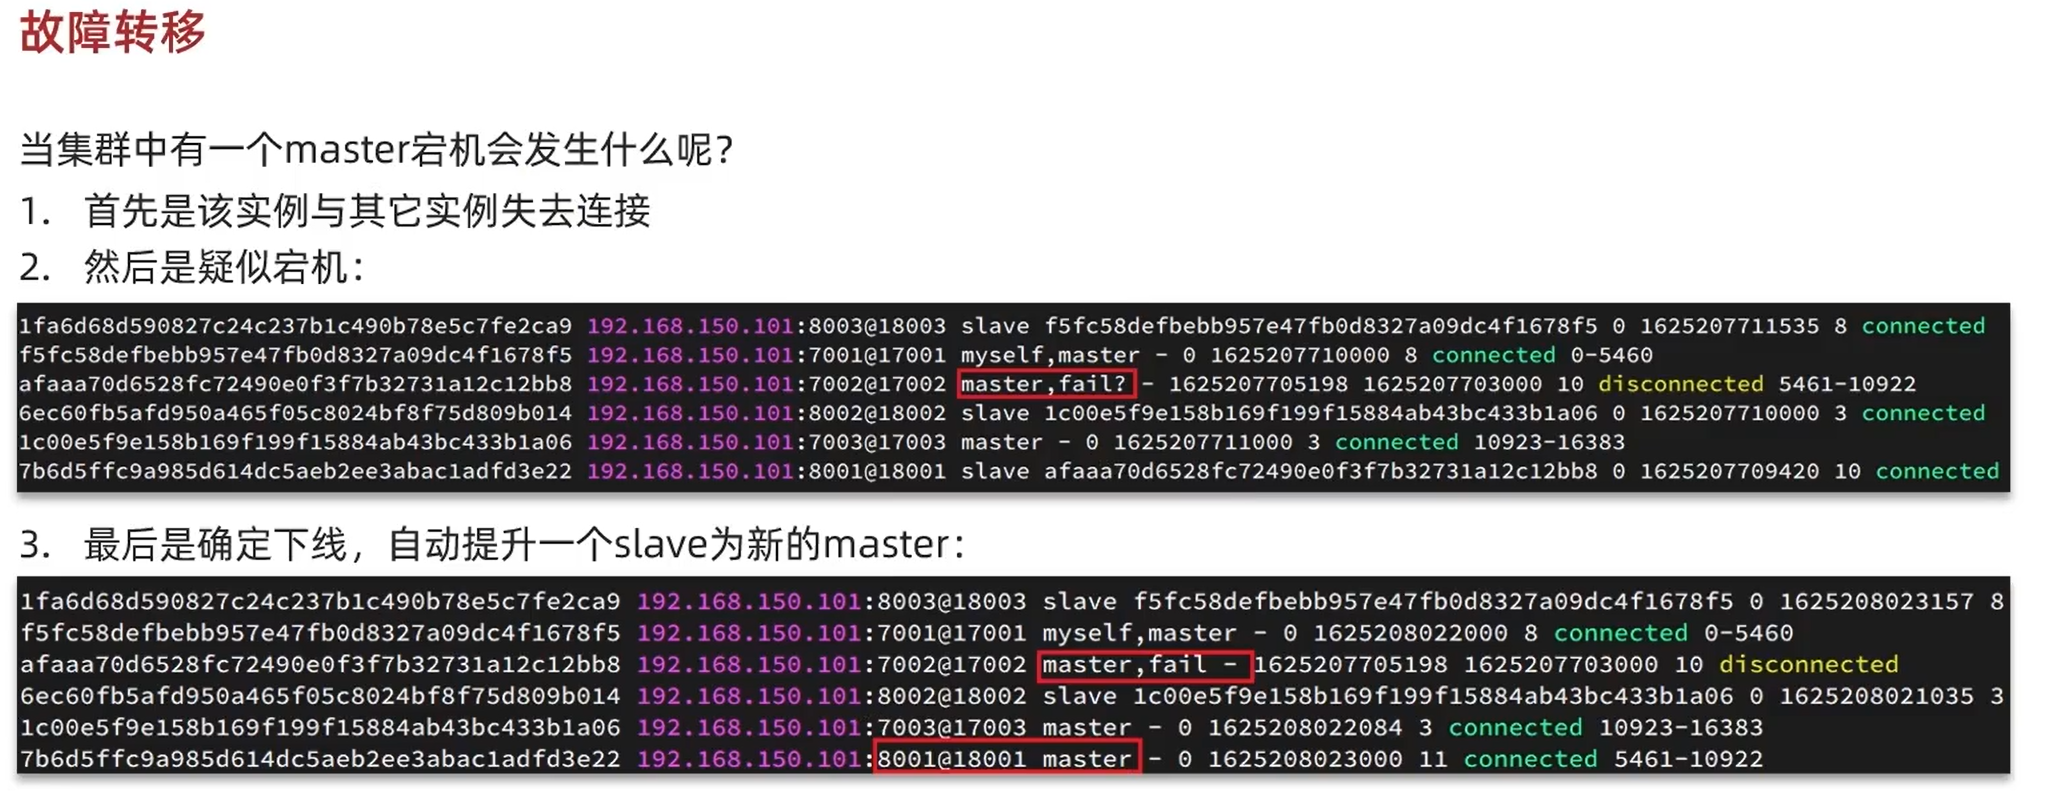 故障转移
当集群中有一个master宕机会发生什么呢？
1. 首先是该实例与其它实例失去连接
2. 然后是疑似宕机：
1fa6d68d590827c24c237b1c490b78e5c7fe2ca9 192.168.150.101:8003@18003 slave f5fc58defbebb957e47fb0d8327a09dc4f1678f5 0 1625207711535 8 connected
f5fc58defbebb957e47fb0d8327a09dc4f1678f5 192.168.150.101:7001@17001 myself,master - 0 1625207710000 8 connected 0-5460
afaaa70d6528fc72490e0f3f7b32731a12c12bb8 192.168.150.101:7002@17002 master,fail? - 1625207705198 1625207703000 10 disconnected 5461-10922
6ec60fb5afd950a465f05c8024bf8f75d809b014 192.168.150.101:8002@18002 slave 1c00e5f9e158b169f199f15884ab43bc433b1a06 0 1625207710000 3 connected
1c00e5f9e158b169f199f15884ab43bc433b1a06 192.168.150.101:7003@17003 master - 0 1625207711000 3 connected 10923-16383
7b6d5ffc9a985d614dc5aeb2ee3abac1adfd3e22 192.168.150.101:8001@18001 slave afaaa70d6528fc72490e0f3f7b32731a12c12bb8 0 1625207709420 10 connected
3. 最后是确定下线，自动提升一个slave为新的master：
1fa6d68d590827c24c237b1c490b78e5c7fe2ca9 192.168.150.101:8003@18003 slave f5fc58defbebb957e47fb0d8327a09dc4f1678f5 0 1625208023157 8
f5fc58defbebb957e47fb0d8327a09dc4f1678f5 192.168.150.101:7001@17001 myself,master - 0 1625208022000 8 connected 0-5460
afaaa70d6528fc72490e0f3f7b32731a12c12bb8 192.168.150.101:7002@17002 master,fail - 1625207705198 1625207703000 10 disconnected
6ec60fb5afd950a465f05c8024bf8f75d809b014 192.168.150.101:8002@18002 slave 1c00e5f9e158b169f199f15884ab43bc433b1a06 0 1625208021035 3
1c00e5f9e158b169f199f15884ab43bc433b1a06 192.168.150.101:7003@17003 master - 0 1625208022084 3 connected 10923-16383
7b6d5ffc9a985d614dc5aeb2ee3abac1adfd3e22 192.168.150.101:8001@18001 master - 0 1625208023000 11 connected 5461-10922